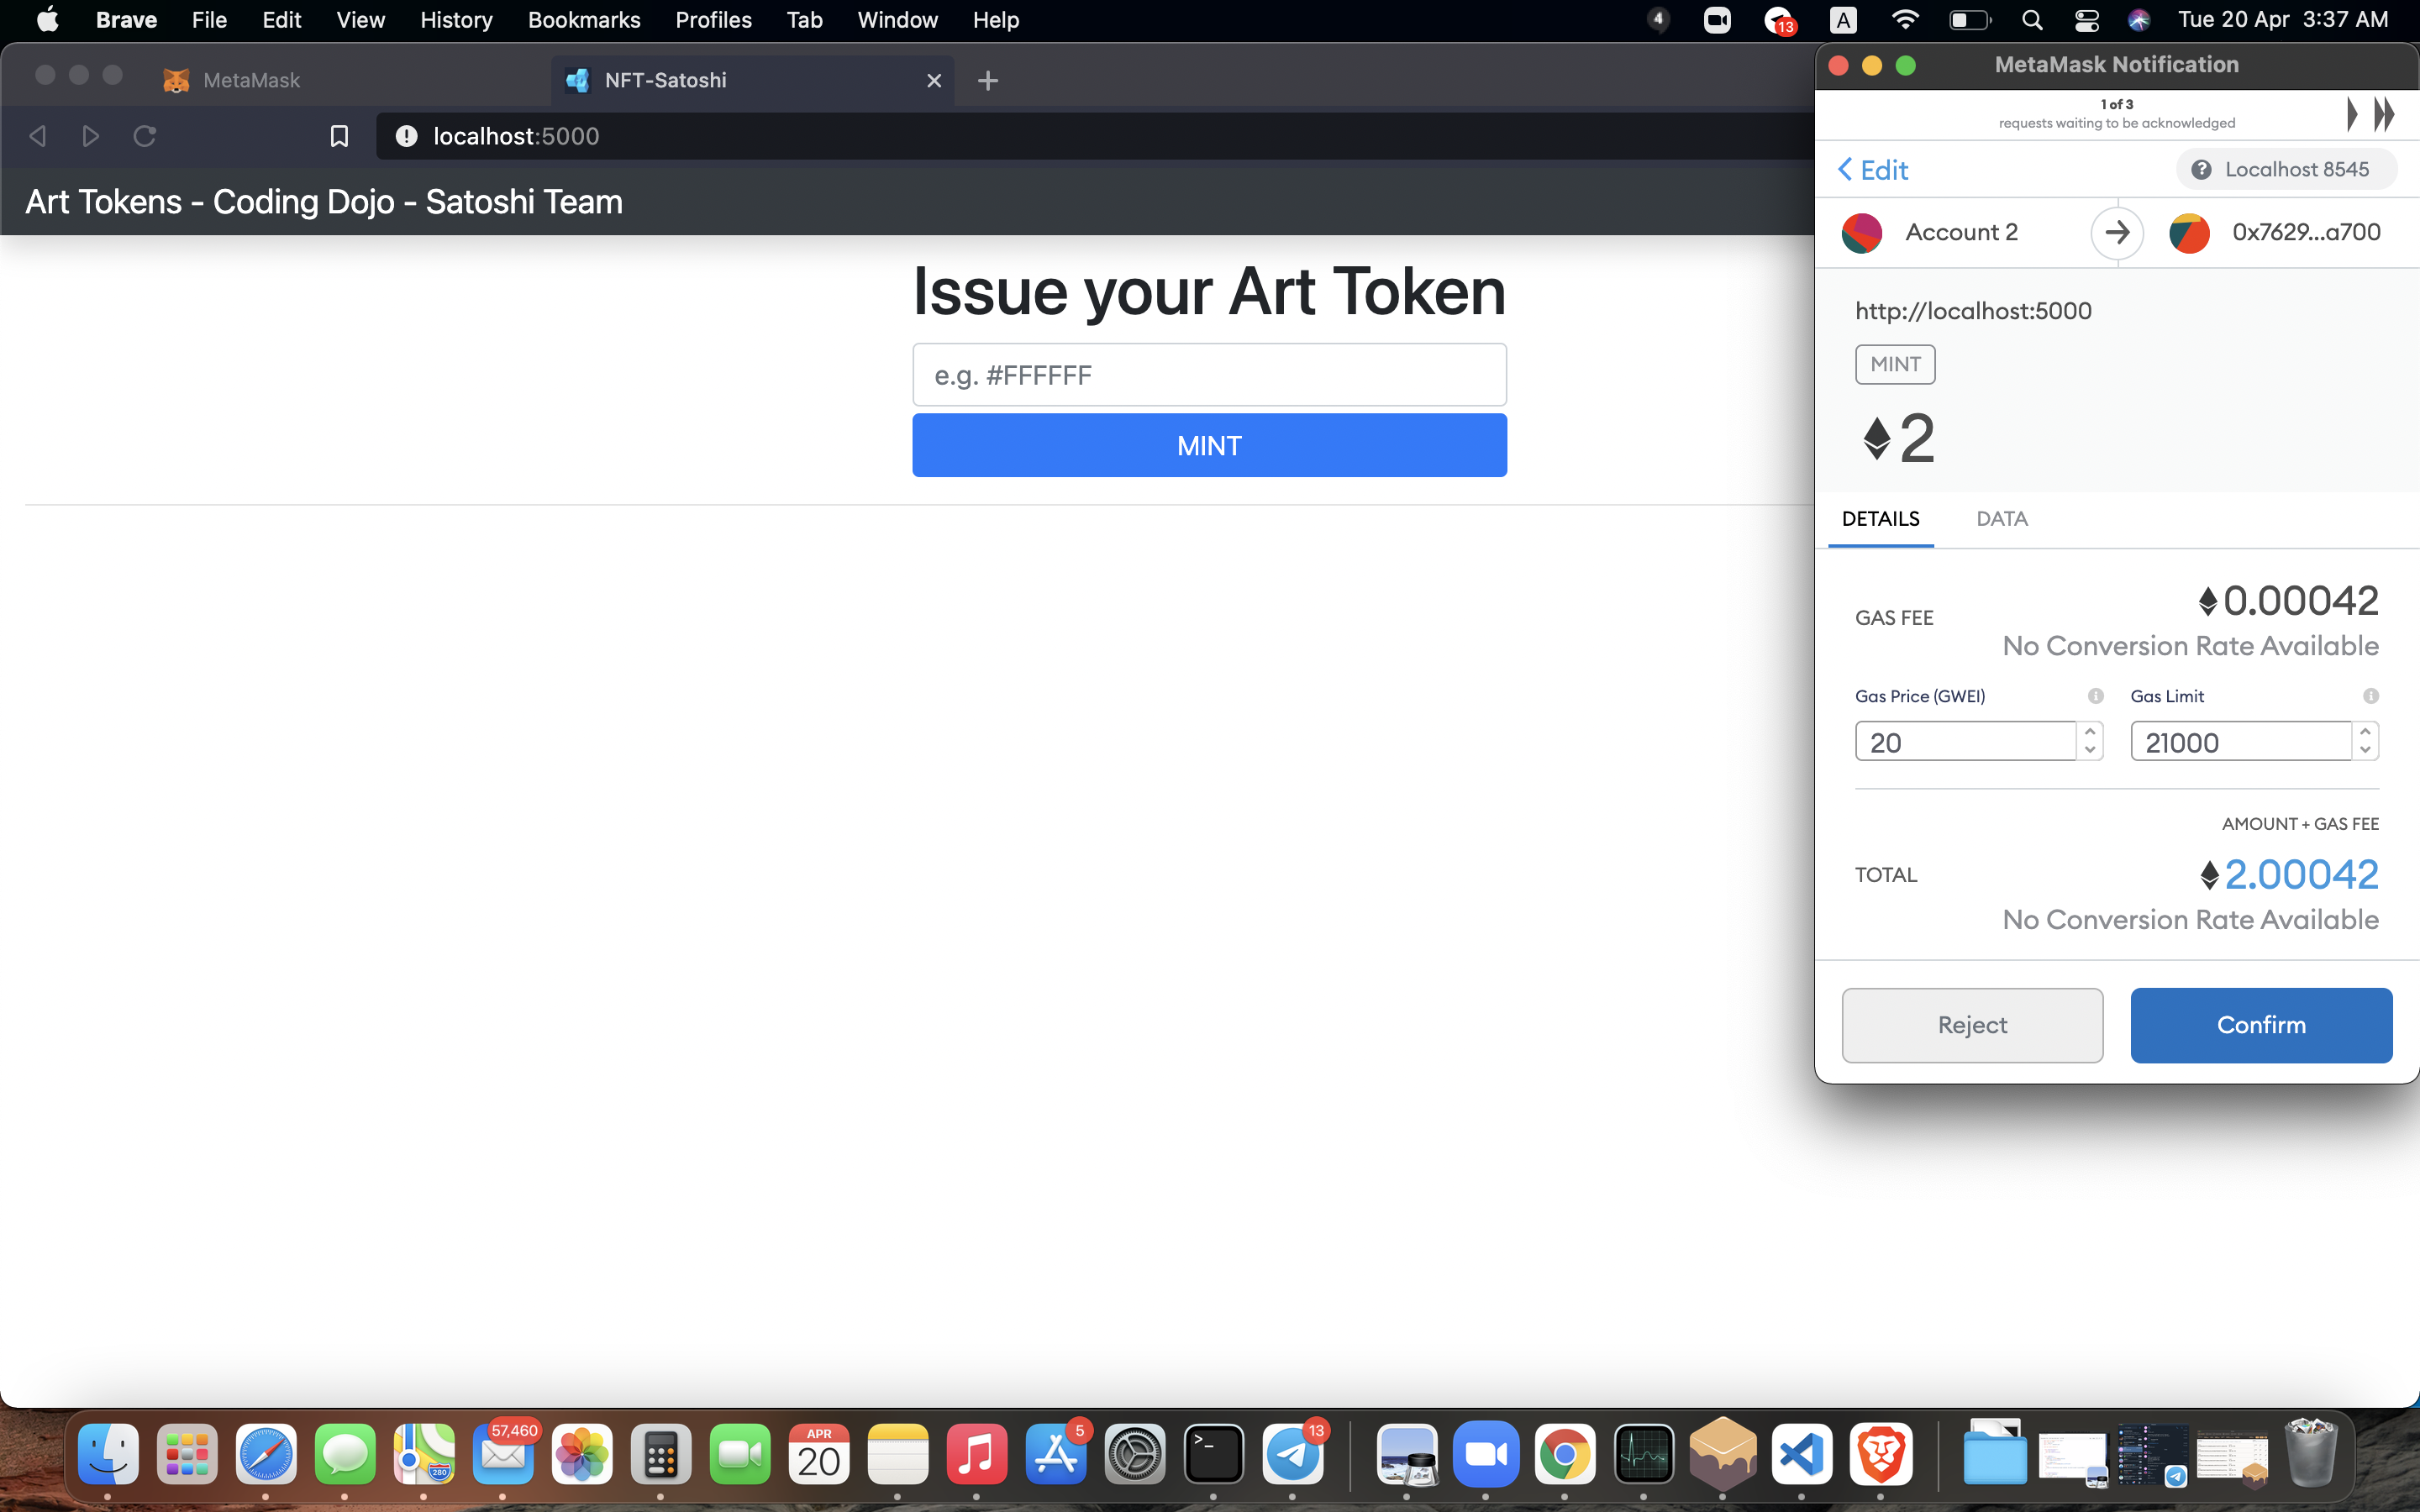 Brave File Edit View History Bookmarks Profiles Tab Window Help
4 13 A Tue 20 Apr 3:37 AM
MetaMask
NFT-Satoshi
localhost:5000
Art Tokens - Coding Dojo - Satoshi Team
Issue your Art Token
e.g. #FFFFFF
MINT
MetaMask Notification
1 of 3
requests waiting to be acknowledged
Edit
Localhost 8545
Account 2
0x7629...a700
http://localhost:5000
MINT
2
DETAILS
DATA
GAS FEE
0.00042
No Conversion Rate Available
Gas Price (GWEI)
Gas Limit
20
21000
AMOUNT + GAS FEE
TOTAL
2.00042
No Conversion Rate Available
Reject
Confirm
57,460
APR
20
5
13
280